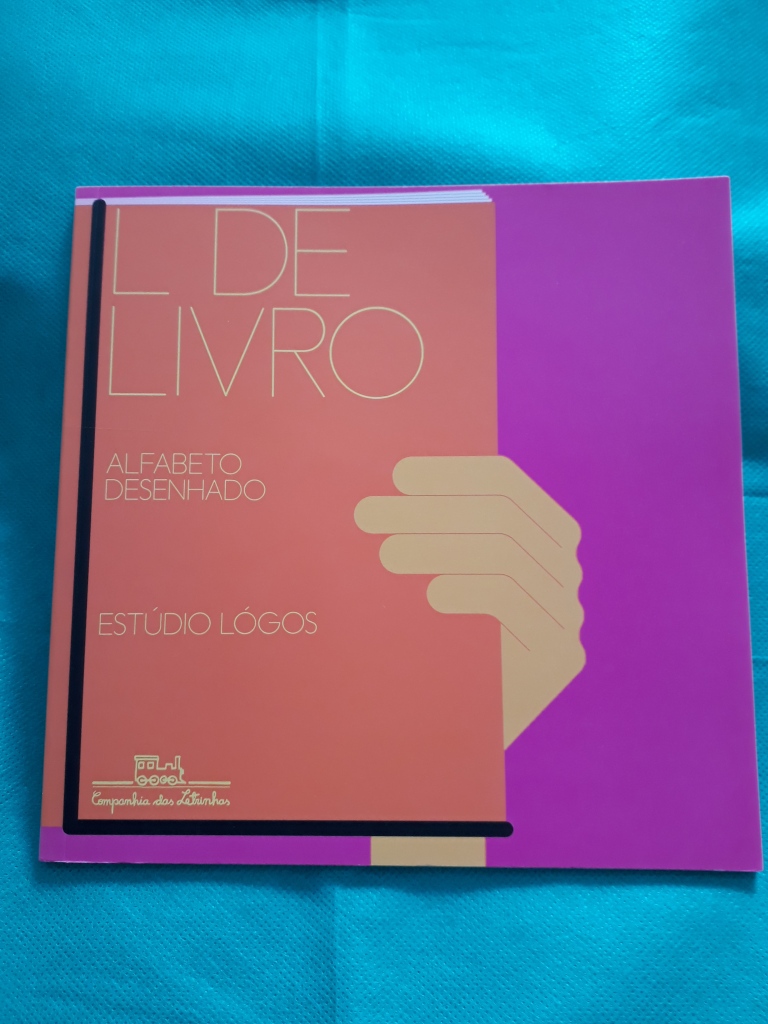 L DE
LIVRO
ALFABETO
DESENHADO
ESTÚDIO LÓGOS
Companhia das Letrinhas